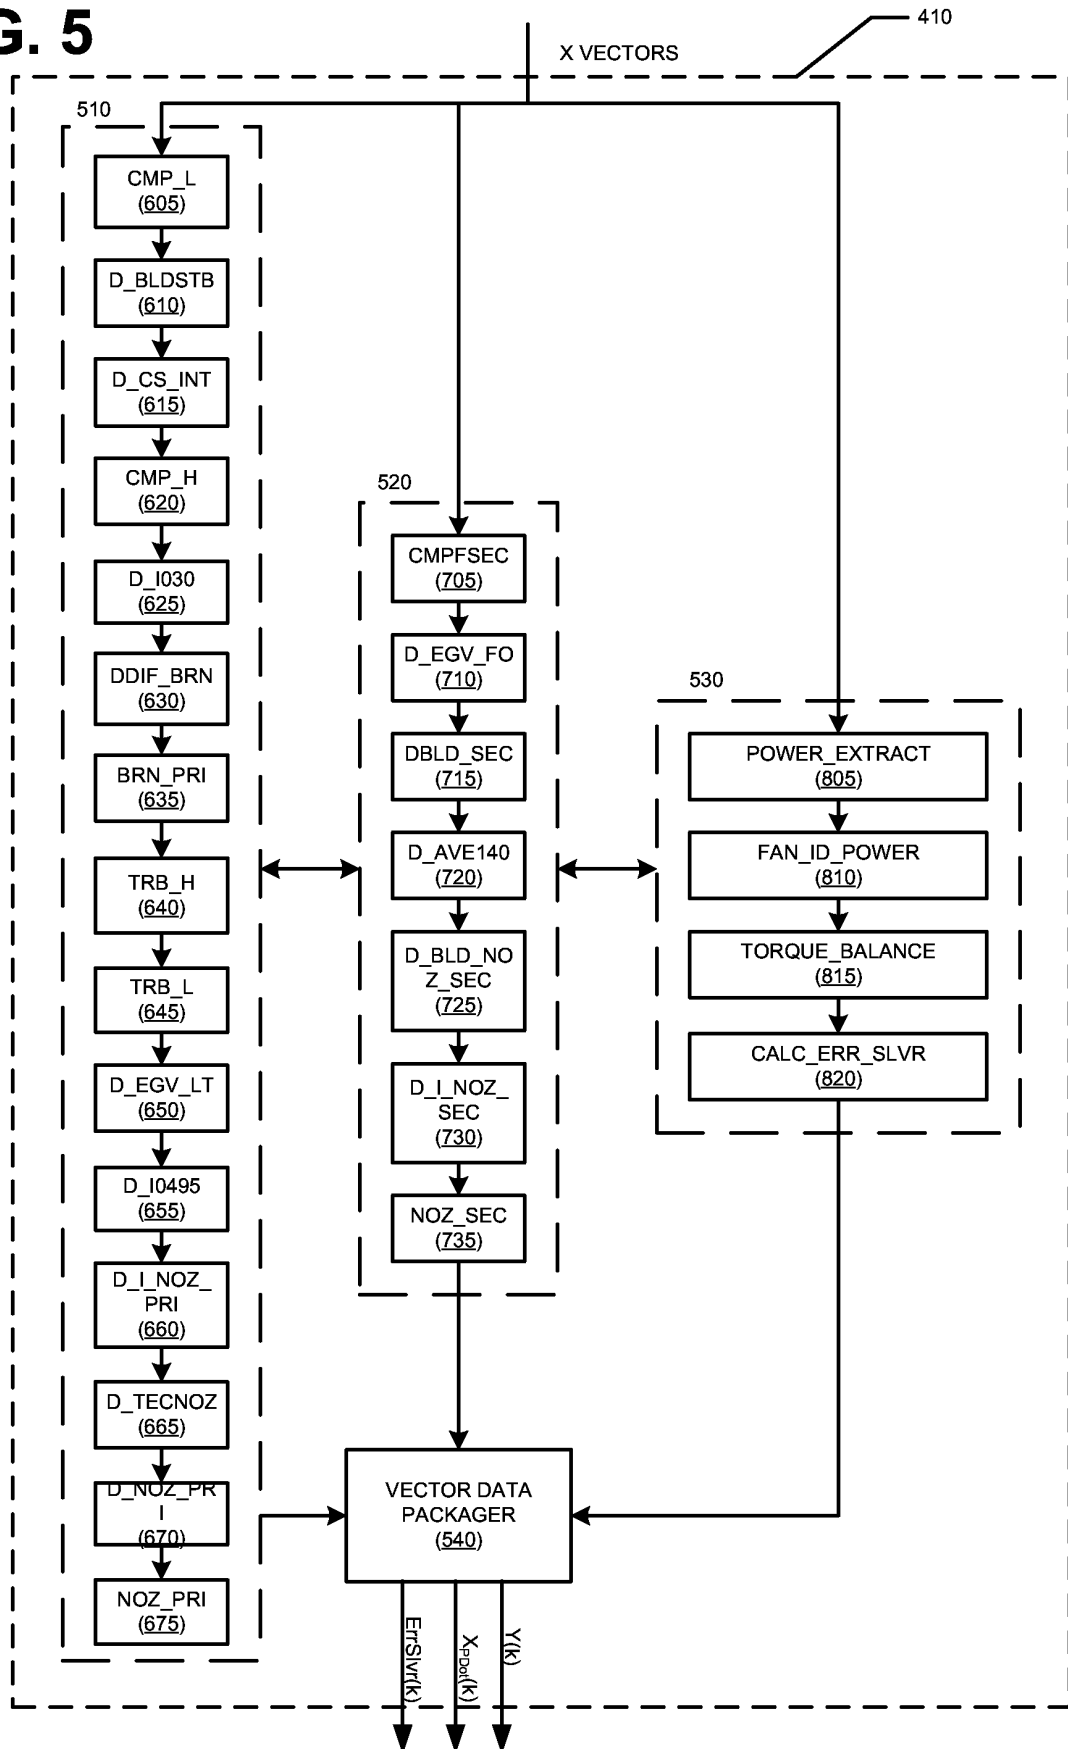 G. 5
410
X VECTORS
510
CMP_L
(605)
D_BLDSTB
(610)
D_CS_INT
(615)
CMP_H
(620)
D_I030
(625)
DDIF_BRN
(630)
BRN_PRI
(635)
TRB_H
(640)
TRB_L
(645)
D_EGV_LT
(650)
D_I0495
(655)
D_I_NOZ_
PRI
(660)
D_TECNOZ
(665)
D_NOZ_PR
I
(670)
NOZ_PRI
(675)
520
CMPFSEC
(705)
D_EGV_FO
(710)
DBLD_SEC
(715)
D_AVE140
(720)
D_BLD_NO
Z_SEC
(725)
D_I_NOZ_
SEC
(730)
NOZ_SEC
(735)
530
POWER_EXTRACT
(805)
FAN_ID_POWER
(810)
TORQUE_BALANCE
(815)
CALC_ERR_SLVR
(820)
VECTOR DATA
PACKAGER
(540)
ErrSlvr(k)
XPDot(k)
Y(k)